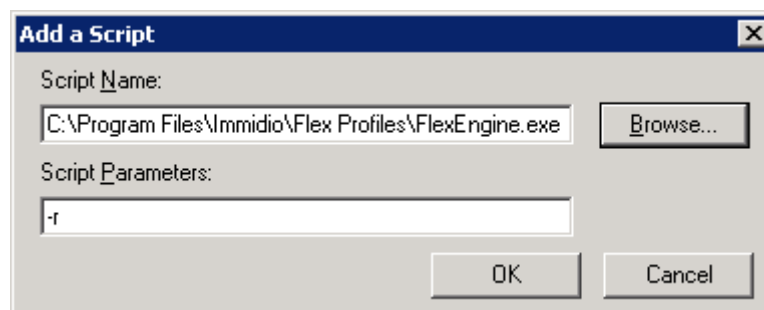 Add a Script
Script Name:
C:\Program Files\Immidio\Flex Profiles\FlexEngine.exe
Browse...
Script Parameters:
-r
OK
Cancel